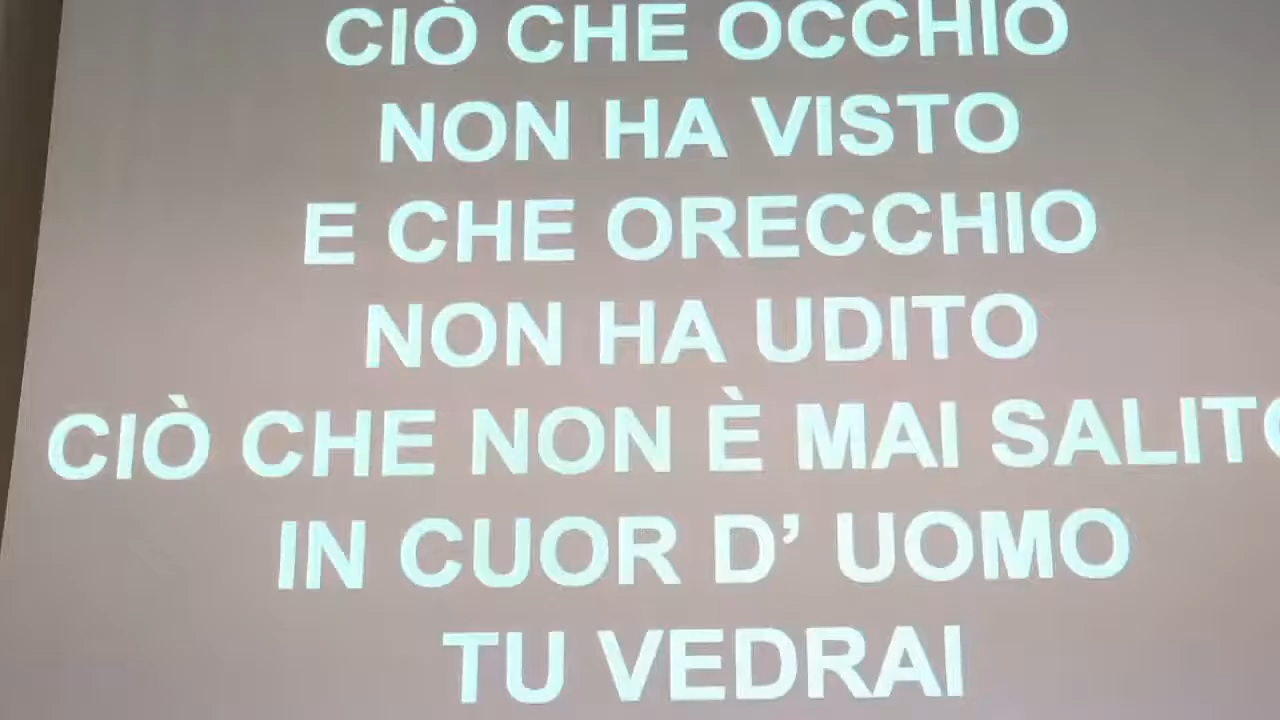 CIÒ CHE OCCHIO
NON HA VISTO
E CHE ORECCHIO
NON HA UDITO
CIÒ CHE NON È MAI SALITO
IN CUOR D’ UOMO
TU VEDRAI